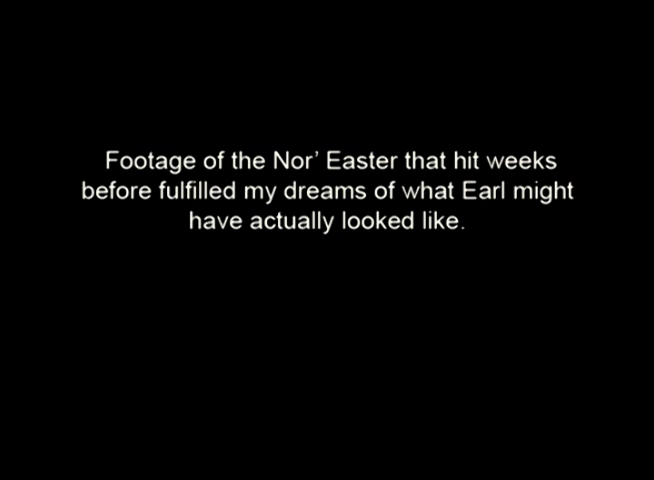 Footage of the Nor’ Easter that hit weeks
before fulfilled my dreams of what Earl might
have actually looked like.